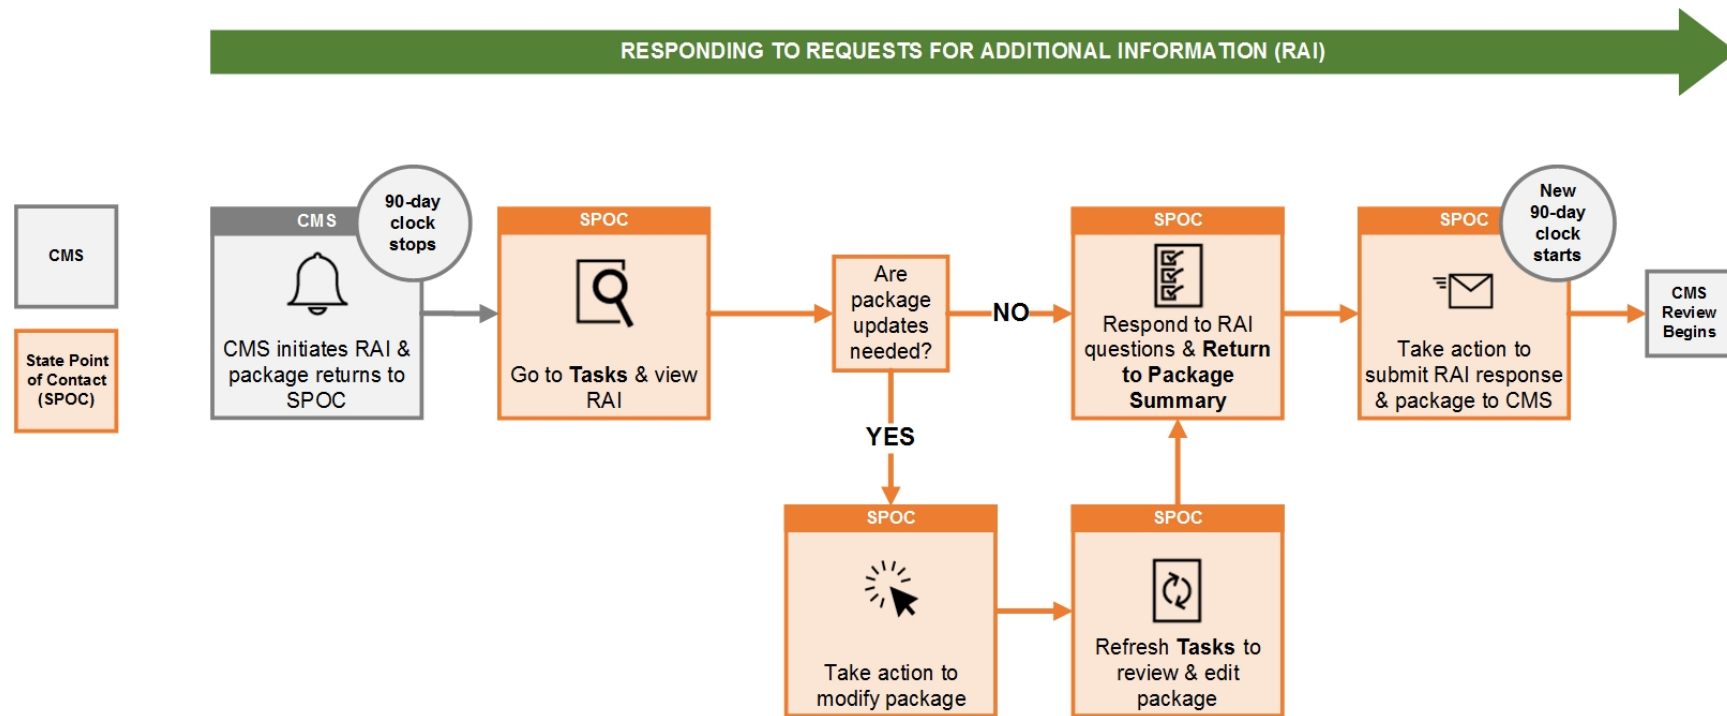 RESPONDING TO REQUESTS FOR ADDITIONAL INFORMATION (RAI)
CMS
State Point
of Contact
(SPOC)
CMS
90-day
clock
stops
CMS initiates RAI &
package returns to
SPOC
SPOC
Go to Tasks & view
RAI
Are
package
updates
needed?
NO
YES
SPOC
Respond to RAI
questions & Return
to Package
Summary
SPOC
New
90-day
clock
starts
Take action to
submit RAI response
& package to CMS
CMS
Review
Begins
SPOC
Take action to
modify package
SPOC
Refresh Tasks to
review & edit
package